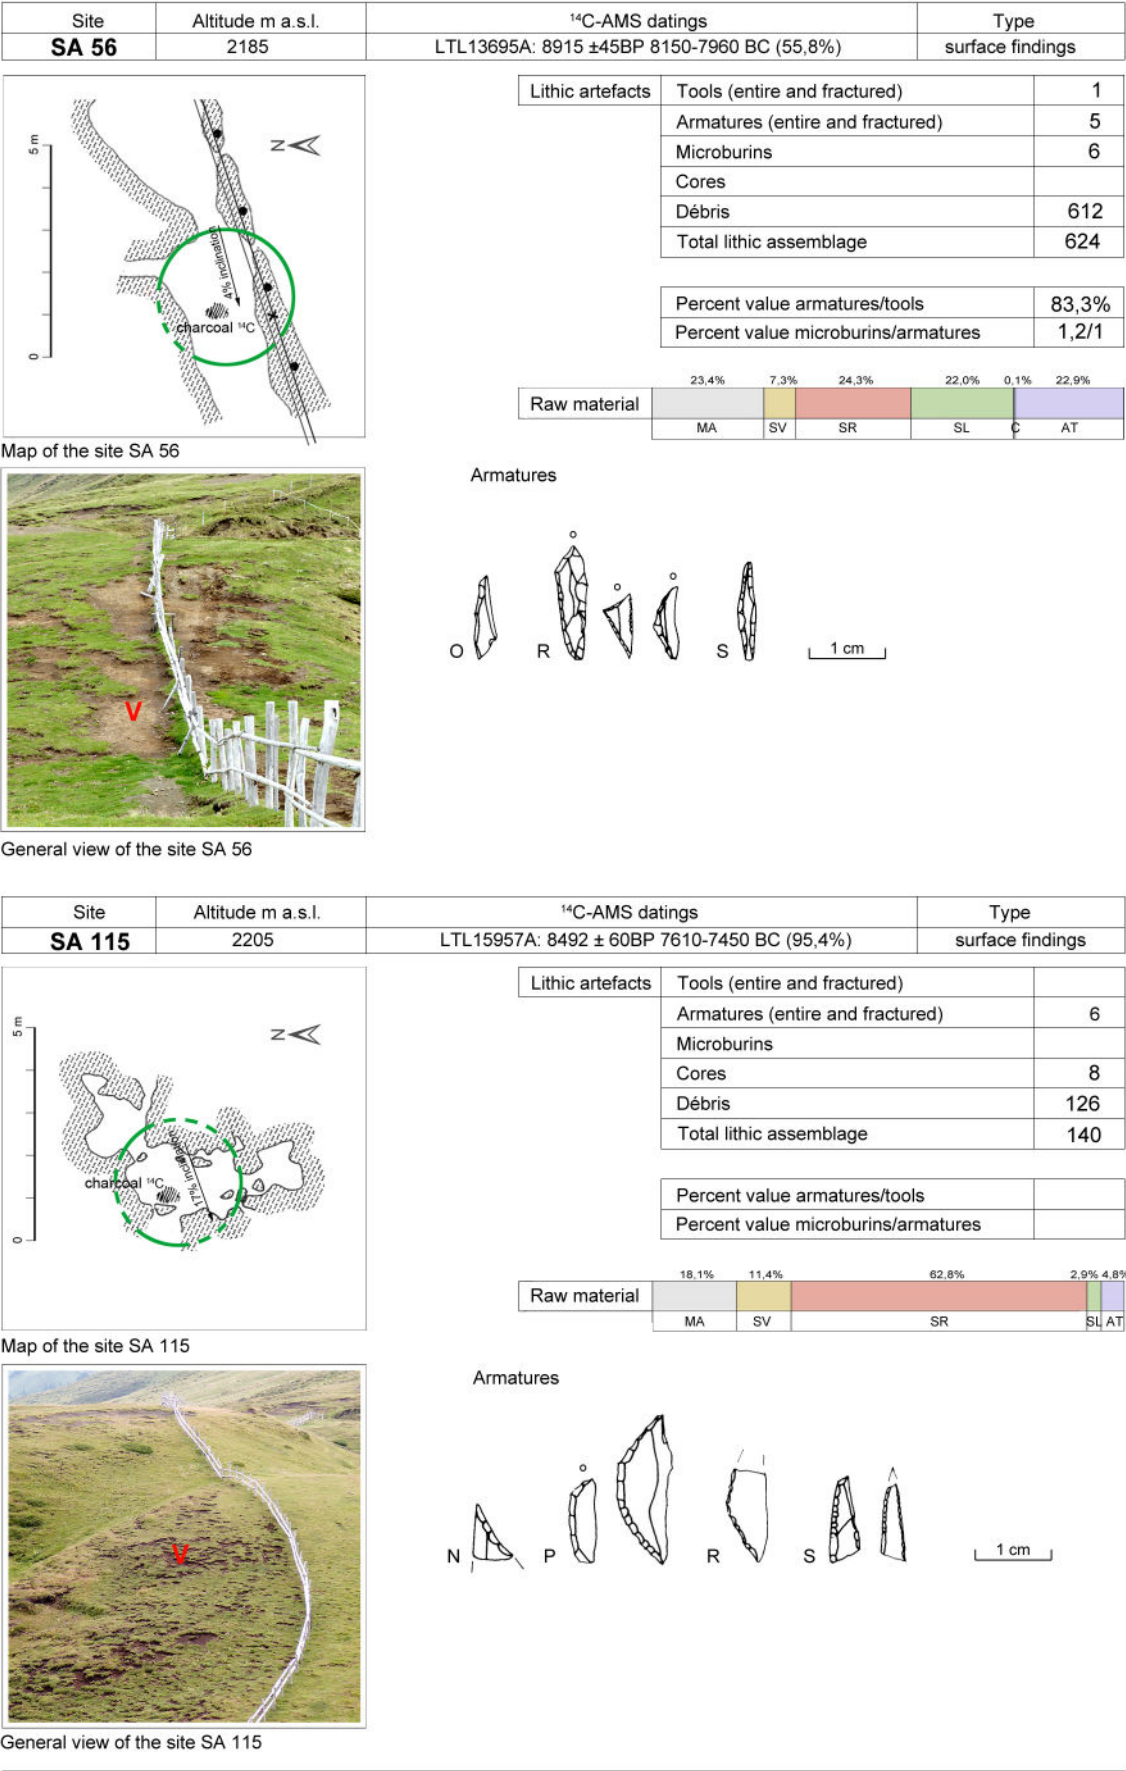 Site Altitude m a.s.l. ¹⁴C-AMS datings Type
SA 56 2185 LTL13695A: 8915 ±45BP 8150-7960 BC (55,8%) surface findings
5 m
0
N
4% inclination
charcoal ¹⁴C
Map of the site SA 56
Lithic artefacts Tools (entire and fractured) 1
Armatures (entire and fractured) 5
Microburins 6
Cores
Débris 612
Total lithic assemblage 624
Percent value armatures/tools 83,3%
Percent value microburins/armatures 1,2/1
23,4% 7,3% 24,3% 22,0% 0,1% 22,9%
Raw material
MA SV SR SL C AT
V
General view of the site SA 56
Armatures
O R S 1 cm
Site Altitude m a.s.l. ¹⁴C-AMS datings Type
SA 115 2205 LTL15957A: 8492 ± 60BP 7610-7450 BC (95,4%) surface findings
5 m
0
N
17% inclination
charcoal ¹⁴C
Map of the site SA 115
Lithic artefacts Tools (entire and fractured)
Armatures (entire and fractured) 6
Microburins
Cores 8
Débris 126
Total lithic assemblage 140
Percent value armatures/tools
Percent value microburins/armatures
18,1% 11,4% 62,8% 2,9% 4,8%
Raw material
MA SV SR SL AT
V
General view of the site SA 115
Armatures
N P R S 1 cm